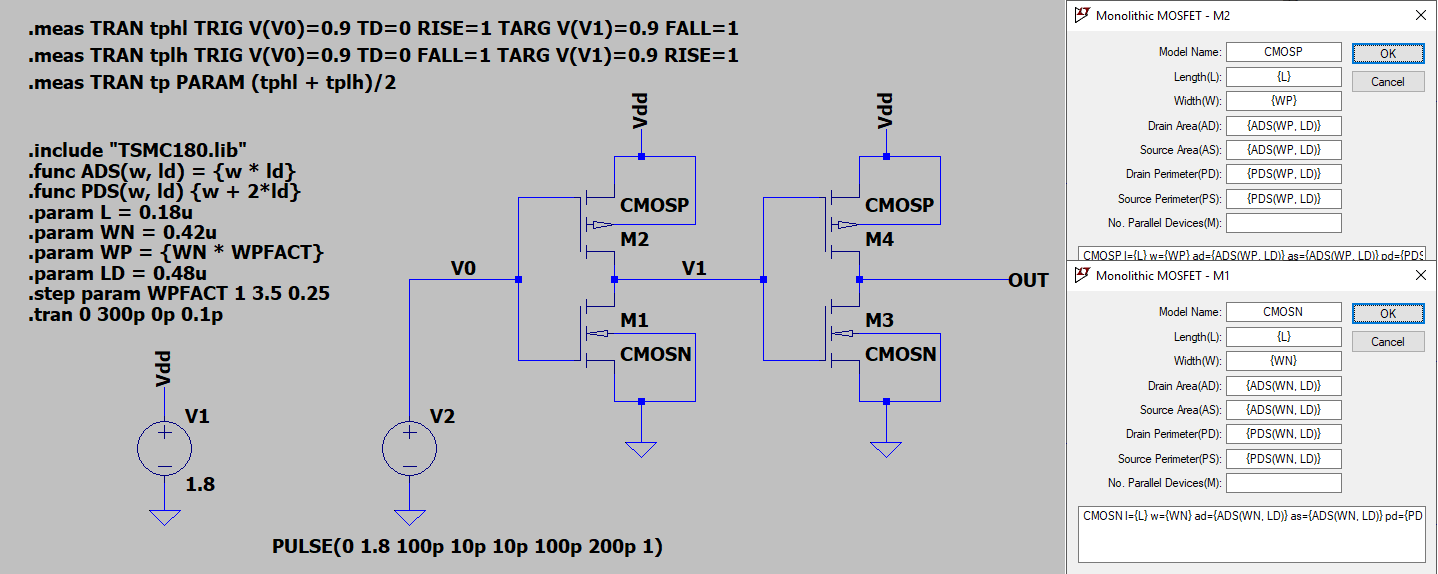 .meas TRAN tphl TRIG V(V0)=0.9 TD=0 RISE=1 TARG V(V1)=0.9 FALL=1
.meas TRAN tplh TRIG V(V0)=0.9 TD=0 FALL=1 TARG V(V1)=0.9 RISE=1
.meas TRAN tp PARAM (tphl + tplh)/2
.include "TSMC180.lib"
.func ADS(w, ld) = {w * ld}
.func PDS(w, ld) {w + 2*ld}
.param L = 0.18u
.param WN = 0.42u
.param WP = {WN * WPFACT}
.param LD = 0.48u
.step param WPFACT 1 3.5 0.25
.tran 0 300p 0p 0.1p
Vdd
V1
1.8
V0
V2
PULSE(0 1.8 100p 10p 10p 100p 200p 1)
Vdd
CMOSP
M2
V1
M1
CMOSN
Vdd
CMOSP
M4
OUT
M3
CMOSN
Monolithic MOSFET - M2
Model Name: CMOSP OK
Length(L): {L} Cancel
Width(W): {WP}
Drain Area(AD): {ADS(WP, LD)}
Source Area(AS): {ADS(WP, LD)}
Drain Perimeter(PD): {PDS(WP, LD)}
Source Perimeter(PS): {PDS(WP, LD)}
No. Parallel Devices(M):
CMOSP l={L} w={WP} ad={ADS(WP, LD)} as={ADS(WP, LD)} pd={PDS
Monolithic MOSFET - M1
Model Name: CMOSN OK
Length(L): {L} Cancel
Width(W): {WN}
Drain Area(AD): {ADS(WN, LD)}
Source Area(AS): {ADS(WN, LD)}
Drain Perimeter(PD): {PDS(WN, LD)}
Source Perimeter(PS): {PDS(WN, LD)}
No. Parallel Devices(M):
CMOSN l={L} w={WN} ad={ADS(WN, LD)} as={ADS(WN, LD)} pd={PD